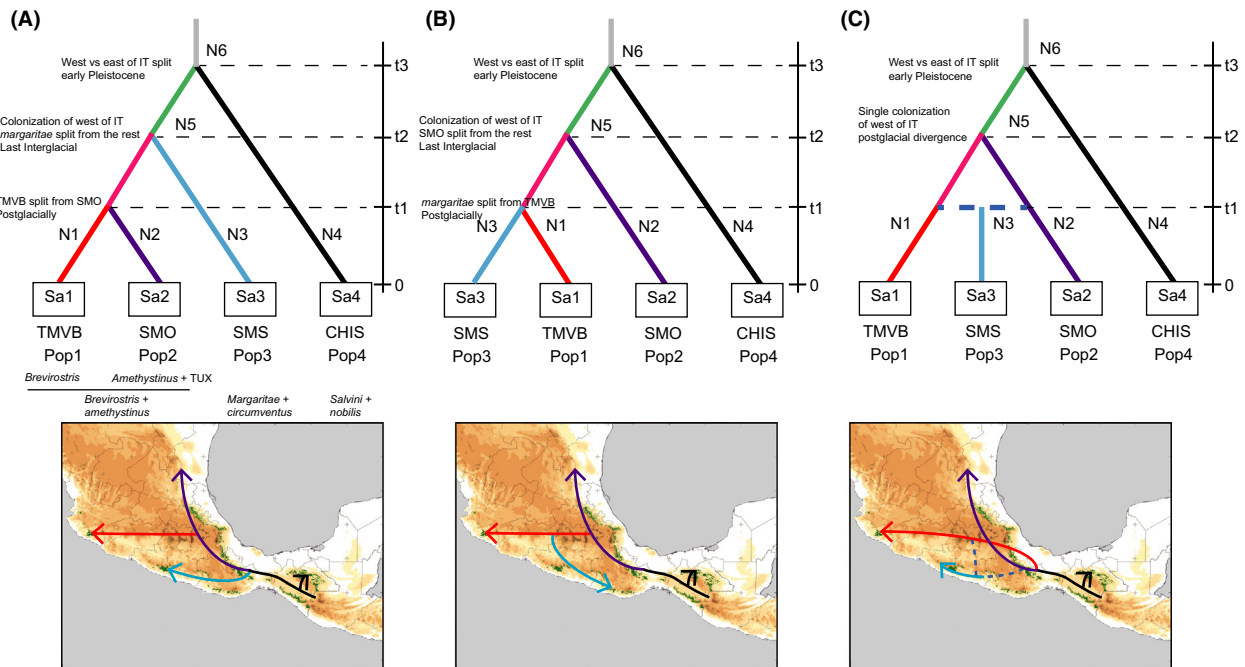 (A)
N6
West vs east of IT split
early Pleistocene
t3
Colonization of west of IT
margaritae split from the rest
Last Interglacial
N5
t2
TMVB split from SMO
Postglacially
t1
N1
N2
N3
N4
0
Sa1
Sa2
Sa3
Sa4
TMVB
SMO
SMS
CHIS
Pop1
Pop2
Pop3
Pop4
Brevirostris
Amethystinus + TUX
Brevirostris +
amethystinus
Margaritae +
circumventus
Salvini +
nobilis
(B)
N6
West vs east of IT split
early Pleistocene
t3
Colonization of west of IT
SMO split from the rest
Last Interglacial
N5
t2
margaritae split from TMVB
Postglacially
t1
N3
N1
N2
N4
0
Sa3
Sa1
Sa2
Sa4
SMS
TMVB
SMO
CHIS
Pop3
Pop1
Pop2
Pop4
(C)
N6
West vs east of IT split
early Pleistocene
t3
Single colonization
of west of IT
postglacial divergence
N5
t2
t1
N1
N3
N2
N4
0
Sa1
Sa3
Sa2
Sa4
TMVB
SMS
SMO
CHIS
Pop1
Pop3
Pop2
Pop4